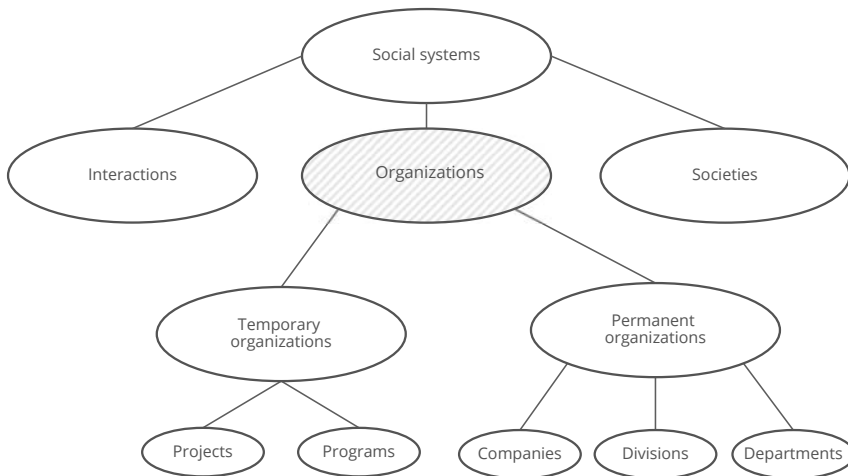 Social systems
Interactions
Organizations
Societies
Temporary
organizations
Permanent
organizations
Projects
Programs
Companies
Divisions
Departments